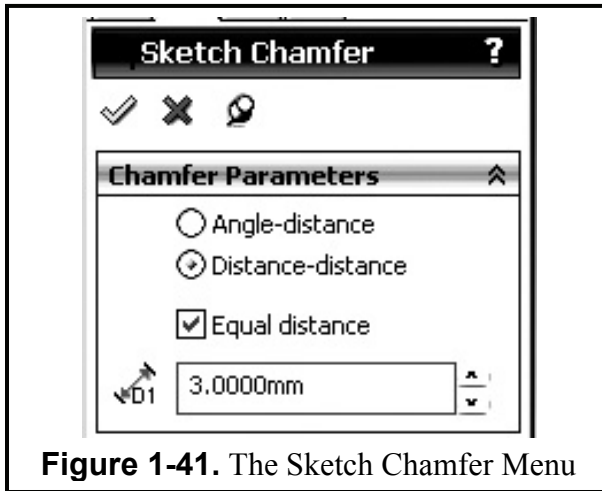 Sketch Chamfer ?
Chamfer Parameters
Angle-distance
Distance-distance
Equal distance
D1 3.0000mm
Figure 1-41. The Sketch Chamfer Menu